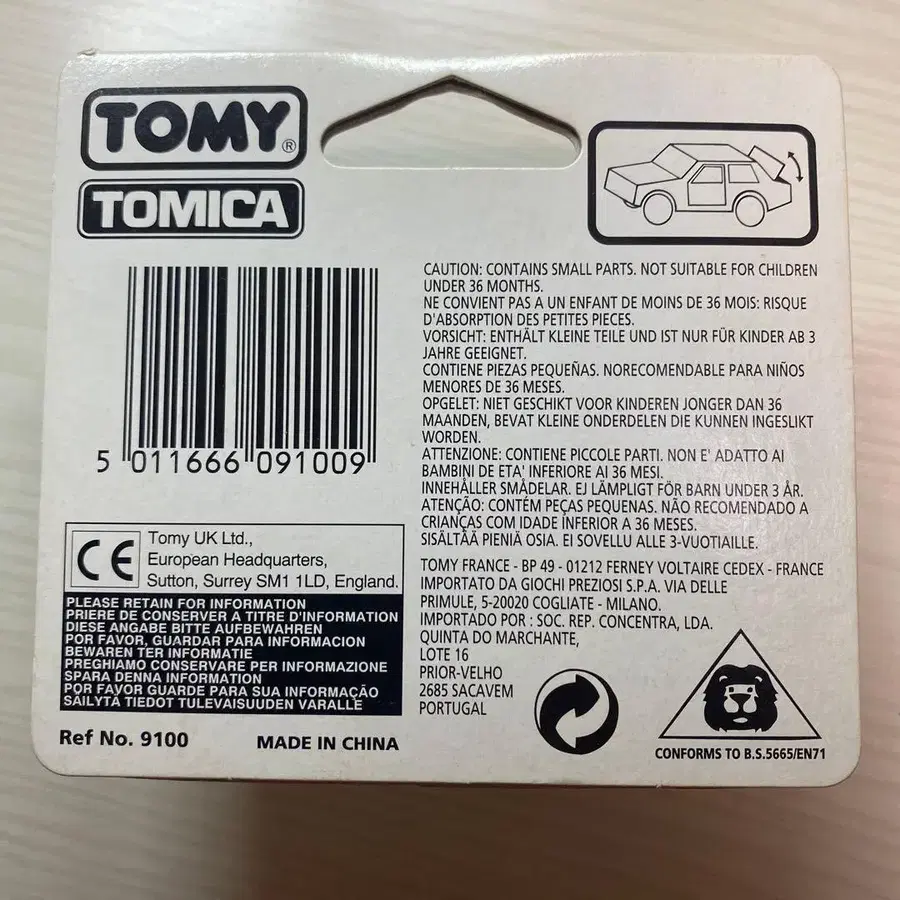 TOMY®
TOMICA
CAUTION: CONTAINS SMALL PARTS. NOT SUITABLE FOR CHILDREN
UNDER 36 MONTHS.
NE CONVIENT PAS A UN ENFANT DE MOINS DE 36 MOIS: RISQUE
D'ABSORPTION DES PETITES PIECES.
VORSICHT: ENTHÄLT KLEINE TEILE UND IST NUR FÜR KINDER AB 3
JAHRE GEEIGNET.
CONTIENE PIEZAS PEQUEÑAS. NORECOMENDABLE PARA NIÑOS
MENORES DE 36 MESES.
OPGELET: NIET GESCHIKT VOOR KINDEREN JONGER DAN 36
MAANDEN, BEVAT KLEINE ONDERDELEN DIE KUNNEN INGESLIKT
WORDEN.
ATTENZIONE: CONTIENE PICCOLE PARTI. NON E' ADATTO AI
BAMBINI DE ETA' INFERIORE AI 36 MESI.
INNEHÅLLER SMÅDELAR. EJ LÄMPLIGT FÖR BARN UNDER 3 ÅR.
ATENÇÃO: CONTÉM PEÇAS PEQUENAS. NÃO RECOMENDADO A
CRIANÇAS COM IDADE INFERIOR A 36 MESES.
SISÄLTÄÄ PIENIÄ OSIA. EI SOVELLU ALLE 3-VUOTIAILLE.
5 011666 091009
CE
Tomy UK Ltd.,
European Headquarters,
Sutton, Surrey SM1 1LD, England.
PLEASE RETAIN FOR INFORMATION
PRIERE DE CONSERVER A TITRE D'INFORMATION
DIESE ANGABE BITTE AUFBEWAHREN
POR FAVOR. GUARDAR PARA INFORMACION
BEWAREN TER INFORMATIE
PREGHIAMO CONSERVARE PER INFORMAZIONE
SPARA DENNA INFORMATION
POR FAVOR GUARDE PARA SUA INFORMAÇÃO
SÄILYTÄ TIEDOT TULEVAISUUDEN VARALLE
TOMY FRANCE - BP 49 - 01212 FERNEY VOLTAIRE CEDEX - FRANCE
IMPORTATO DA GIOCHI PREZIOSI S.P.A. VIA DELLE
PRIMULE, 5-20020 COGLIATE - MILANO.
IMPORTADO POR : SOC. REP. CONCENTRA, LDA.
QUINTA DO MARCHANTE,
LOTE 16
PRIOR-VELHO
2685 SACAVEM
PORTUGAL
Ref No. 9100
MADE IN CHINA
CONFORMS TO B.S.5665/EN71